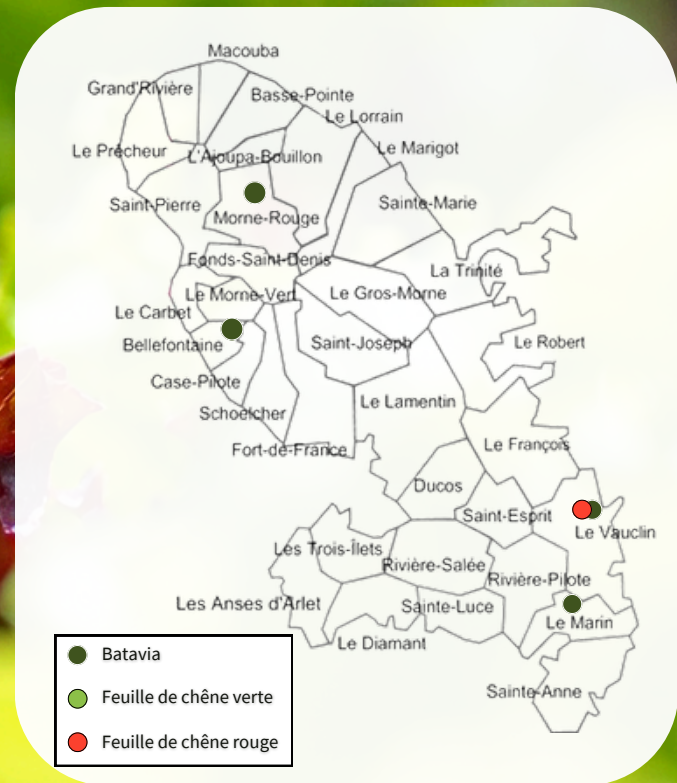 Macouba
Grand'Rivière
Basse-Pointe
Le Lorrain
Le Prêcheur
L'Ajoupa-Bouillon
Le Marigot
Saint-Pierre
Morne-Rouge
Sainte-Marie
Fonds-Saint-Denis
La Trinité
Le Morne-Vert
Le Gros-Morne
Le Carbet
Bellefontaine
Saint-Joseph
Le Robert
Case-Pilote
Schoelcher
Le Lamentin
Fort-de-France
Le François
Ducos
Saint-Esprit
Le Vauclin
Les Trois-Îlets
Rivière-Salée
Rivière-Pilote
Les Anses d'Arlet
Sainte-Luce
Le Marin
Le Diamant
Sainte-Anne
Batavia
Feuille de chêne verte
Feuille de chêne rouge